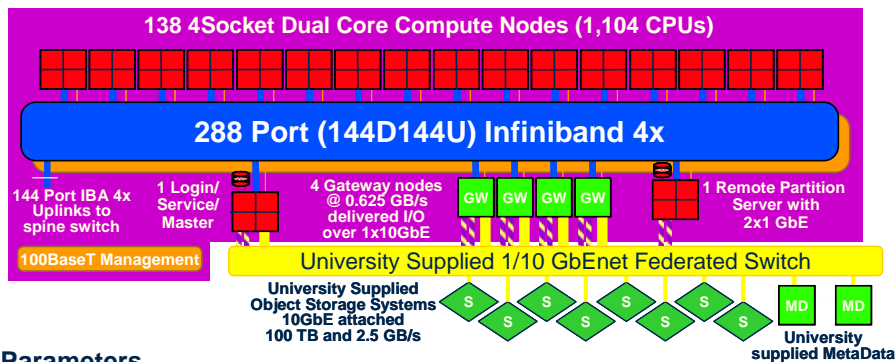 138 4Socket Dual Core Compute Nodes (1,104 CPUs)
288 Port (144D144U) Infiniband 4x
144 Port IBA 4x
Uplinks to
spine switch
1 Login/
Service/
Master
4 Gateway nodes
@ 0.625 GB/s
delivered I/O
over 1x10GbE
GW
GW
GW
GW
1 Remote Partition
Server with
2x1 GbE
100BaseT Management
University Supplied 1/10 GbEnet Federated Switch
University Supplied
Object Storage Systems
10GbE attached
100 TB and 2.5 GB/s
S
S
S
S
S
S
S
S
MD
MD
University
supplied MetaData
Parameters